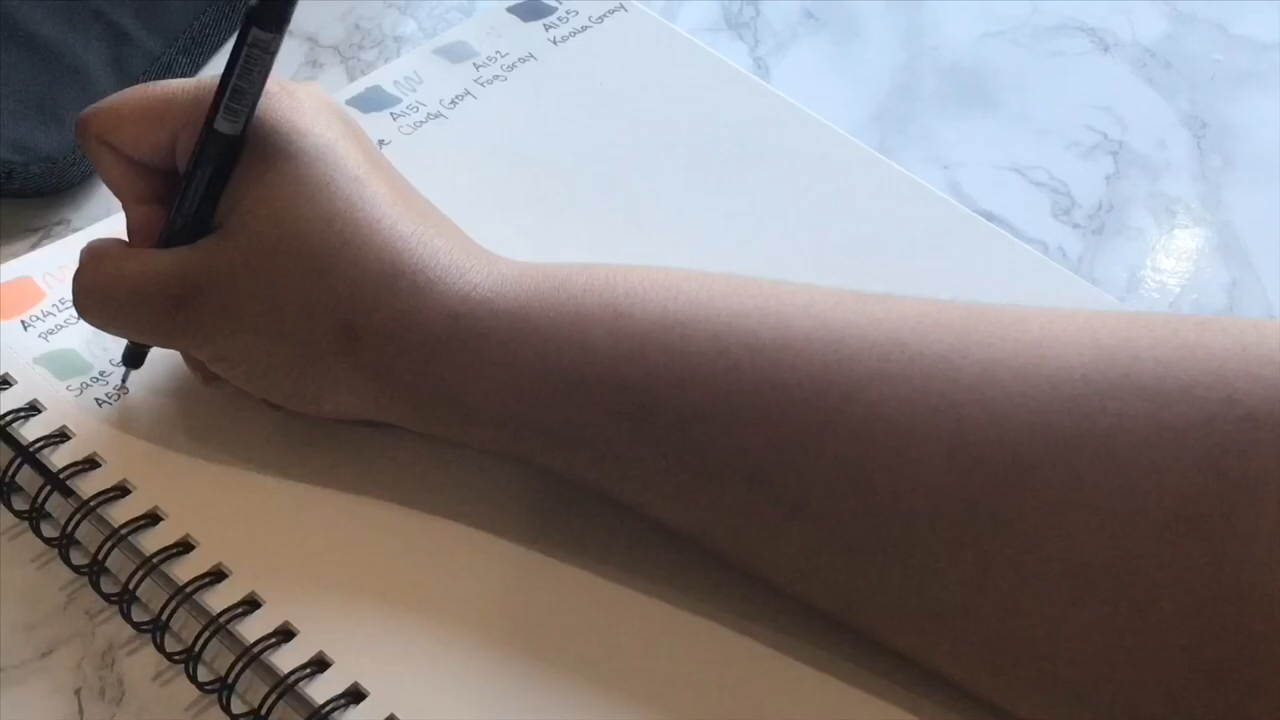 A155
Koala Gray
A152
Fog Gray
A151
Cloudy Gray
A9425
peach
Sage G
A55